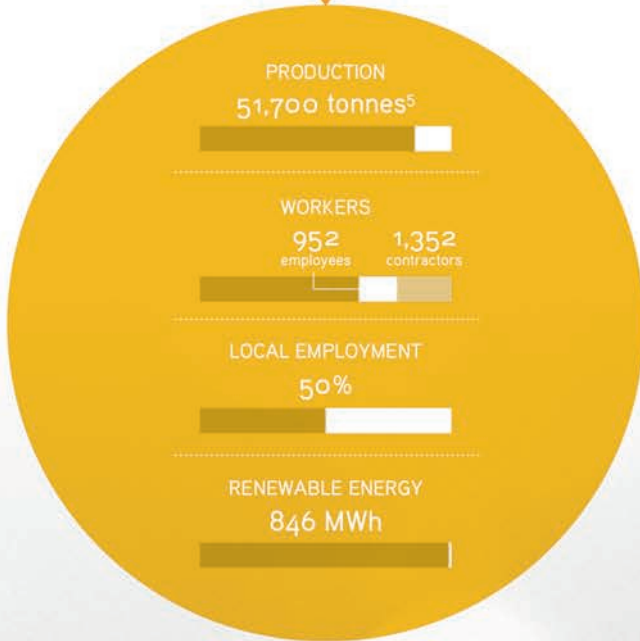 PRODUCTION
51,700 tonnes⁵
WORKERS
952 1,352
employees contractors
LOCAL EMPLOYMENT
50%
RENEWABLE ENERGY
846 MWh